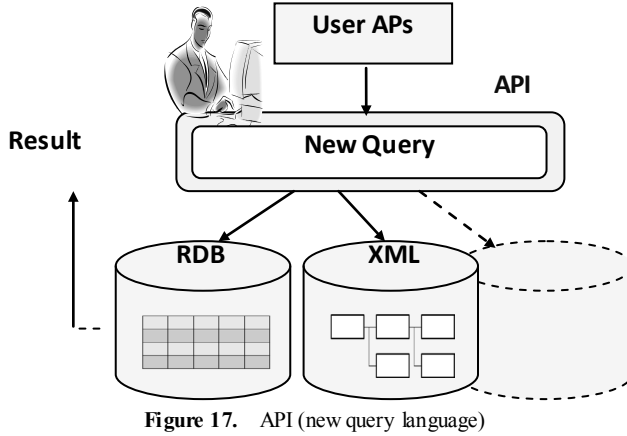 User APs
API
Result
New Query
RDB
XML
Figure 17. API (new query language)